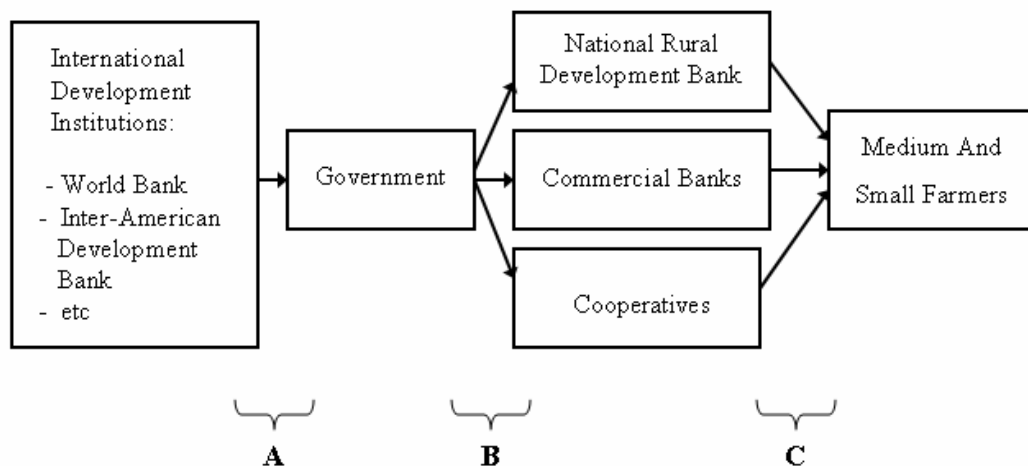 International
Development
Institutions:
- World Bank
- Inter-American
Development
Bank
- etc
Government
National Rural
Development Bank
Commercial Banks
Cooperatives
Medium And
Small Farmers
A
B
C